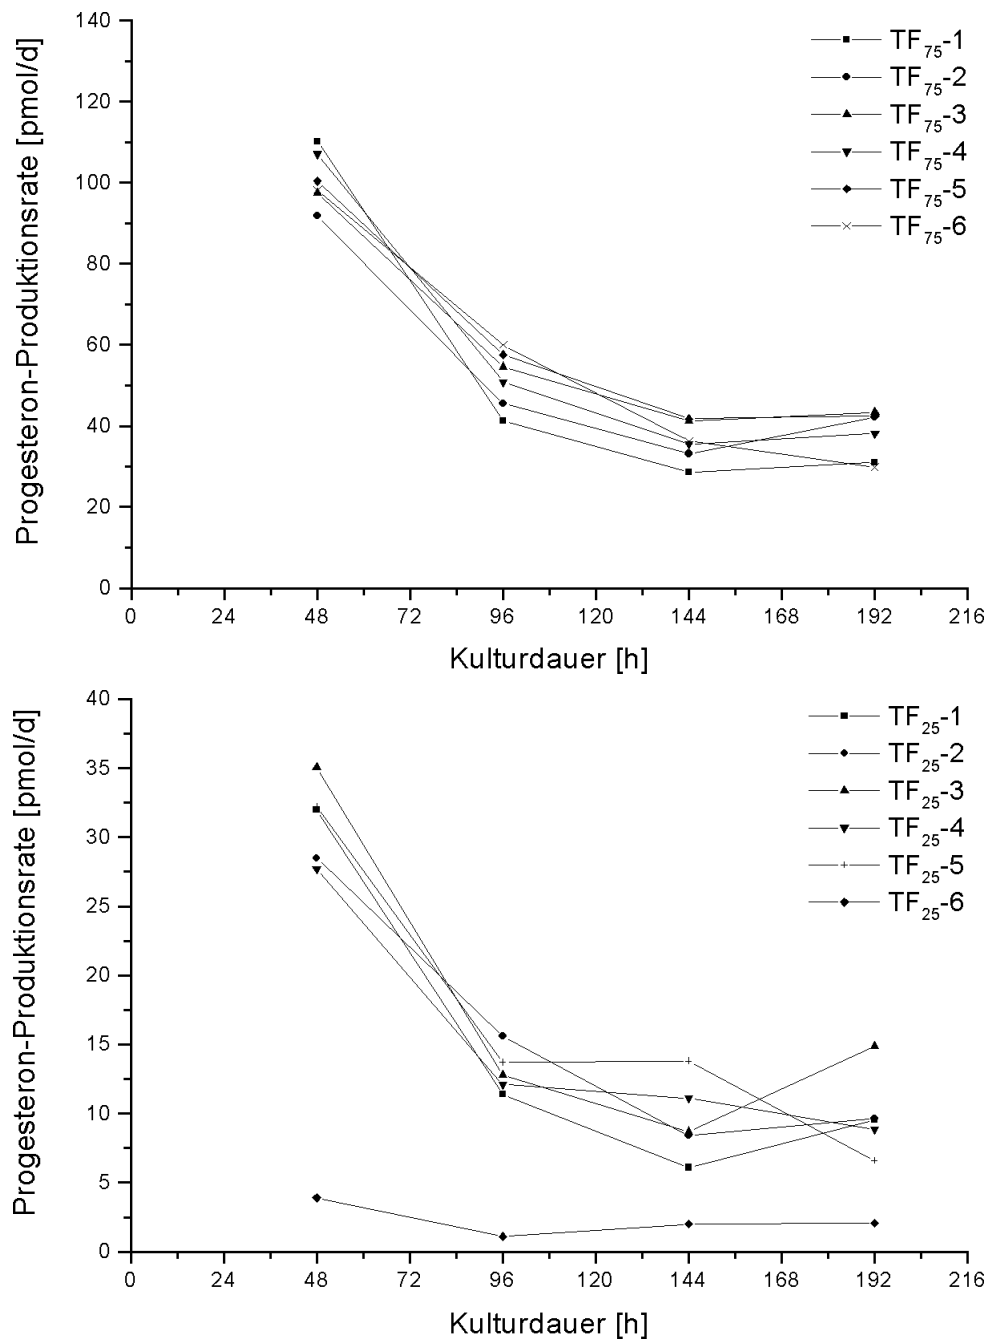 Progesteron-Produktionsrate [pmol/d]
140
120
100
80
60
40
20
0
0 24 48 72 96 120 144 168 192 216
Kulturdauer [h]
TF75-1
TF75-2
TF75-3
TF75-4
TF75-5
TF75-6
Progesteron-Produktionsrate [pmol/d]
40
35
30
25
20
15
10
5
0
0 24 48 72 96 120 144 168 192 216
Kulturdauer [h]
TF25-1
TF25-2
TF25-3
TF25-4
TF25-5
TF25-6